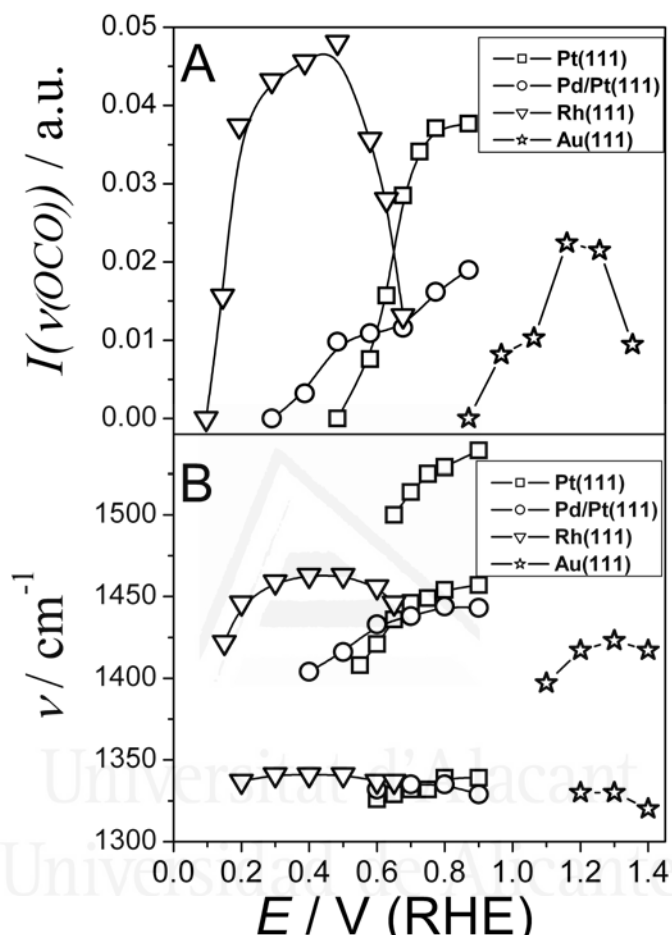 A
Pt(111)
Pd/Pt(111)
Rh(111)
Au(111)
0.05
0.04
0.03
0.02
0.01
0.00
I(ν(OCO)) / a.u.
B
Pt(111)
Pd/Pt(111)
Rh(111)
Au(111)
1500
1450
1400
1350
1300
ν / cm⁻¹
0.0 0.2 0.4 0.6 0.8 1.0 1.2 1.4
E / V (RHE)
Universitat d'Alacant
Universidad de Alicante